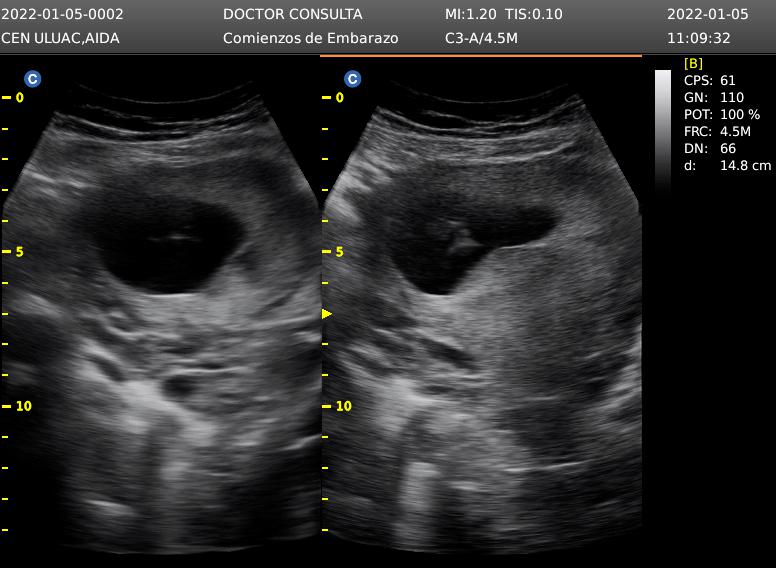 2022-01-05-0002 DOCTOR CONSULTA MI:1.20 TIS:0.10 2022-01-05
CEN ULUAC,AIDA Comienzos de Embarazo C3-A/4.5M 11:09:32
C
C
[B]
CPS: 61
GN: 110
POT: 100 %
FRC: 4.5M
DN: 66
d: 14.8 cm
0
0
5
5
10
10